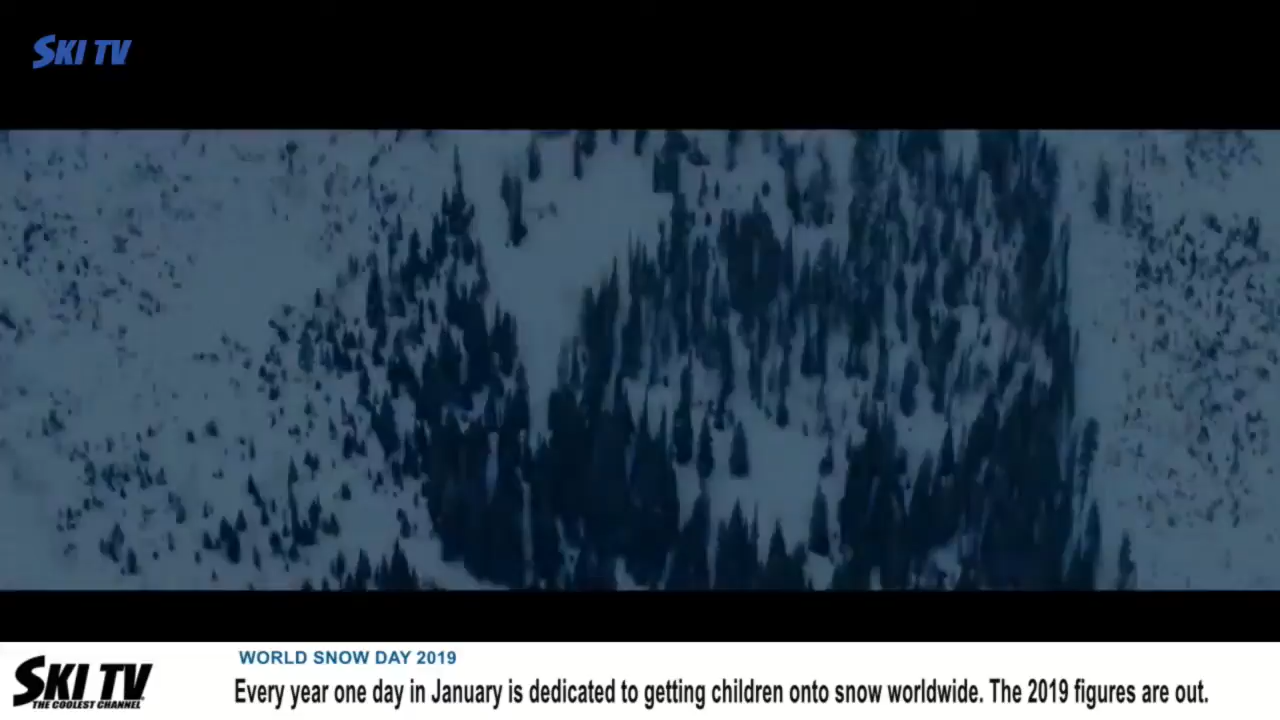 SKI TV
WORLD SNOW DAY 2019
SKI TV
THE COOLEST CHANNEL
Every year one day in January is dedicated to getting children onto snow worldwide. The 2019 figures are out.